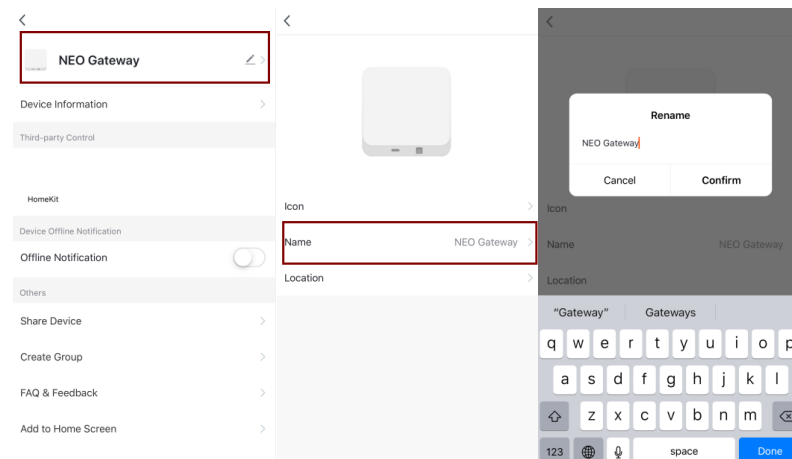 NEO Gateway
Device Information
Third-party Control
HomeKit
Device Offline Notification
Offline Notification
Others
Share Device
Create Group
FAQ & Feedback
Add to Home Screen
Icon
Name NEO Gateway
Location
Rename
NEO Gateway
Cancel Confirm
Icon
Name NEO Gateway
Location
“Gateway” Gateways
q w e r t y u i o p
a s d f g h j k l
z x c v b n m
123 space Done